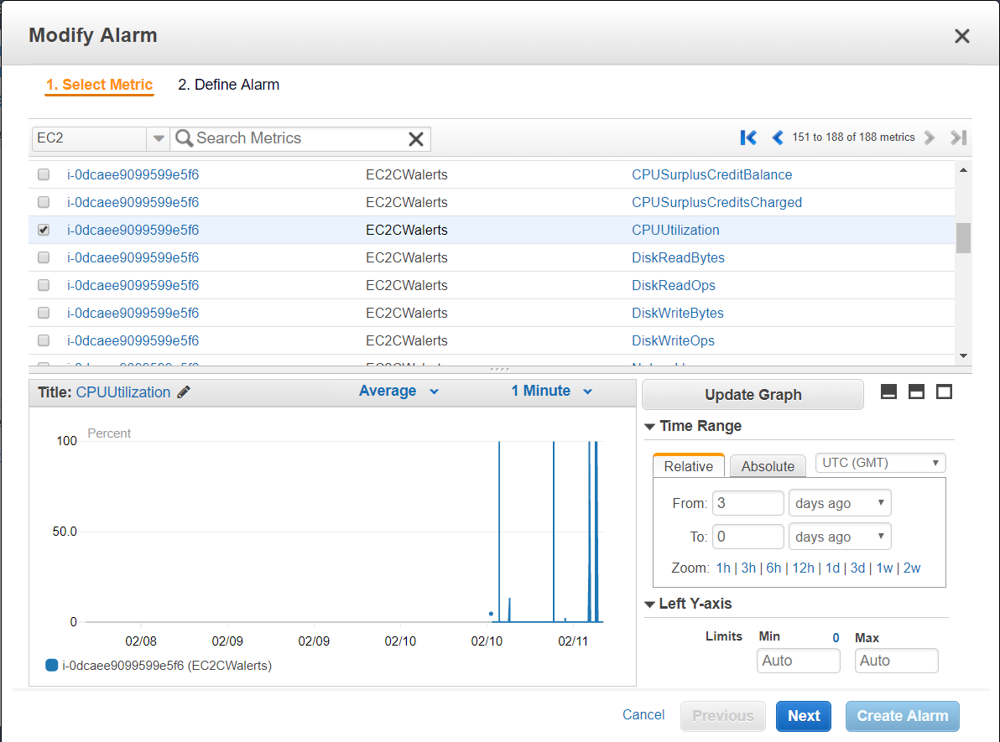 Modify Alarm
1. Select Metric 2. Define Alarm
EC2 Search Metrics 151 to 188 of 188 metrics
i-0dcaee9099599e5f6 EC2CWalerts CPUSurplusCreditBalance
i-0dcaee9099599e5f6 EC2CWalerts CPUSurplusCreditsCharged
i-0dcaee9099599e5f6 EC2CWalerts CPUUtilization
i-0dcaee9099599e5f6 EC2CWalerts DiskReadBytes
i-0dcaee9099599e5f6 EC2CWalerts DiskReadOps
i-0dcaee9099599e5f6 EC2CWalerts DiskWriteBytes
i-0dcaee9099599e5f6 EC2CWalerts DiskWriteOps
Title: CPUUtilization Average 1 Minute
Percent
100
50.0
0
02/08 02/09 02/09 02/10 02/10 02/11
i-0dcaee9099599e5f6 (EC2CWalerts)
Update Graph
Time Range
Relative Absolute UTC (GMT)
From: 3 days ago
To: 0 days ago
Zoom: 1h | 3h | 6h | 12h | 1d | 3d | 1w | 2w
Left Y-axis
Limits Min 0 Max
Auto Auto
Cancel Previous Next Create Alarm